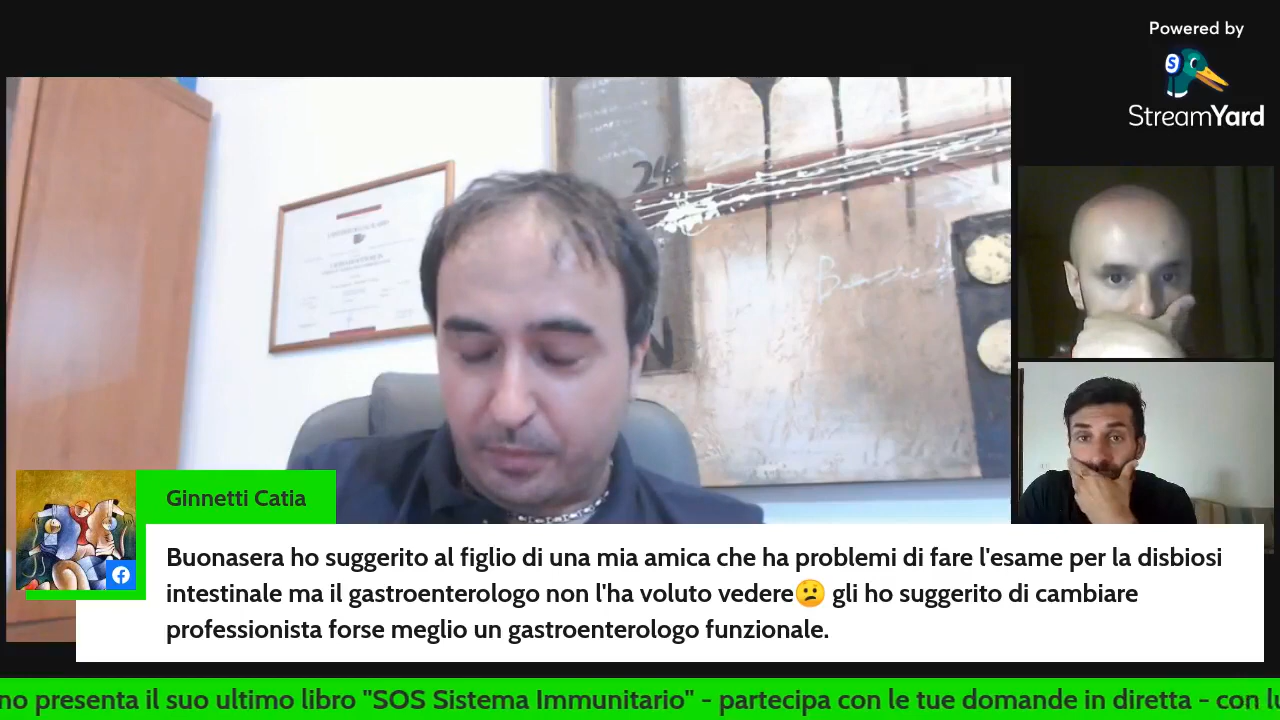 Powered by
S
StreamYard
24
Ginnetti Catia
Buonasera ho suggerito al figlio di una mia amica che ha problemi di fare l'esame per la disbiosi
intestinale ma il gastroenterologo non l'ha voluto vedere😕 gli ho suggerito di cambiare
professionista forse meglio un gastroenterologo funzionale.
no presenta il suo ultimo libro "SOS Sistema Immunitario" - partecipa con le tue domande in diretta - con lu